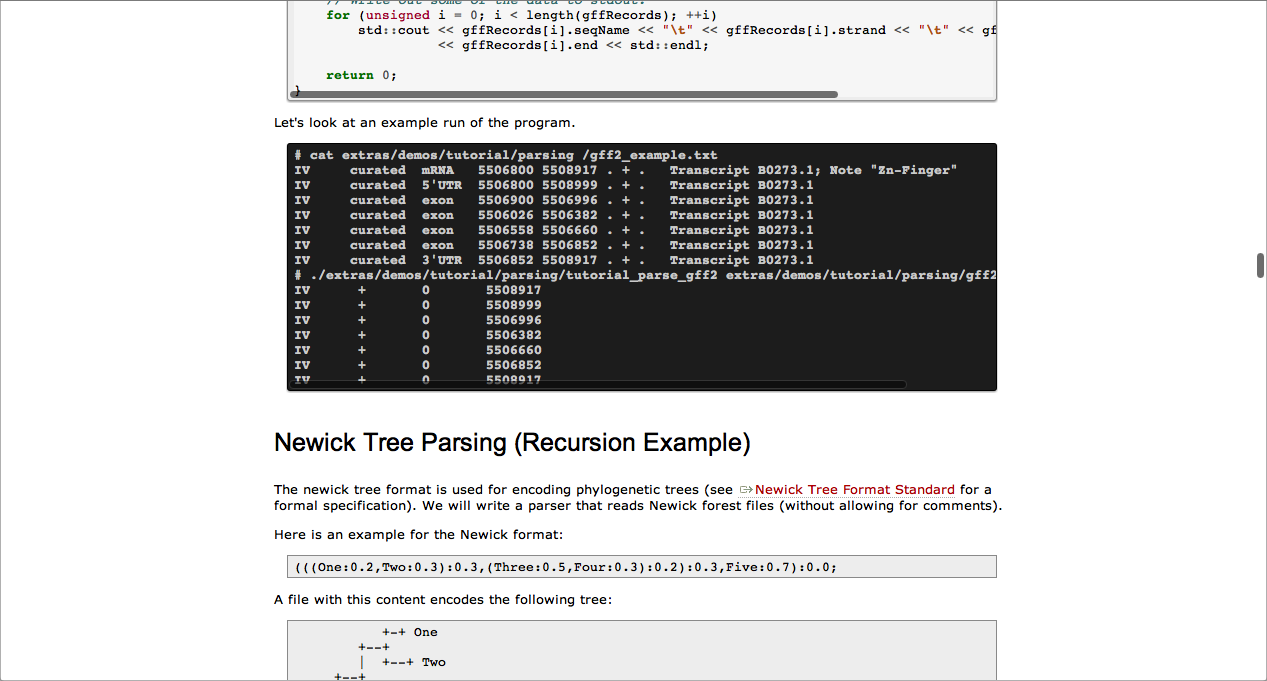 // Write out some of the data to stdout.
for (unsigned i = 0; i < length(gffRecords); ++i)
std::cout << gffRecords[i].seqName << "\t" << gffRecords[i].strand << "\t" << gf
<< gffRecords[i].end << std::endl;
return 0;
}
Let's look at an example run of the program.
# cat extras/demos/tutorial/parsing /gff2_example.txt
IV curated mRNA 5506800 5508917 . + . Transcript B0273.1; Note "Zn-Finger"
IV curated 5'UTR 5506800 5508999 . + . Transcript B0273.1
IV curated exon 5506900 5506996 . + . Transcript B0273.1
IV curated exon 5506026 5506382 . + . Transcript B0273.1
IV curated exon 5506558 5506660 . + . Transcript B0273.1
IV curated exon 5506738 5506852 . + . Transcript B0273.1
IV curated 3'UTR 5506852 5508917 . + . Transcript B0273.1
# ./extras/demos/tutorial/parsing/tutorial_parse_gff2 extras/demos/tutorial/parsing/gff2
IV + 0 5508917
IV + 0 5508999
IV + 0 5506996
IV + 0 5506382
IV + 0 5506660
IV + 0 5506852
IV + 0 5508917
Newick Tree Parsing (Recursion Example)
The newick tree format is used for encoding phylogenetic trees (see Newick Tree Format Standard for a
formal specification). We will write a parser that reads Newick forest files (without allowing for comments).
Here is an example for the Newick format:
(((One:0.2,Two:0.3):0.3,(Three:0.5,Four:0.3):0.2):0.3,Five:0.7):0.0;
A file with this content encodes the following tree:
+-+ One
+--+
| +--+ Two
+--+